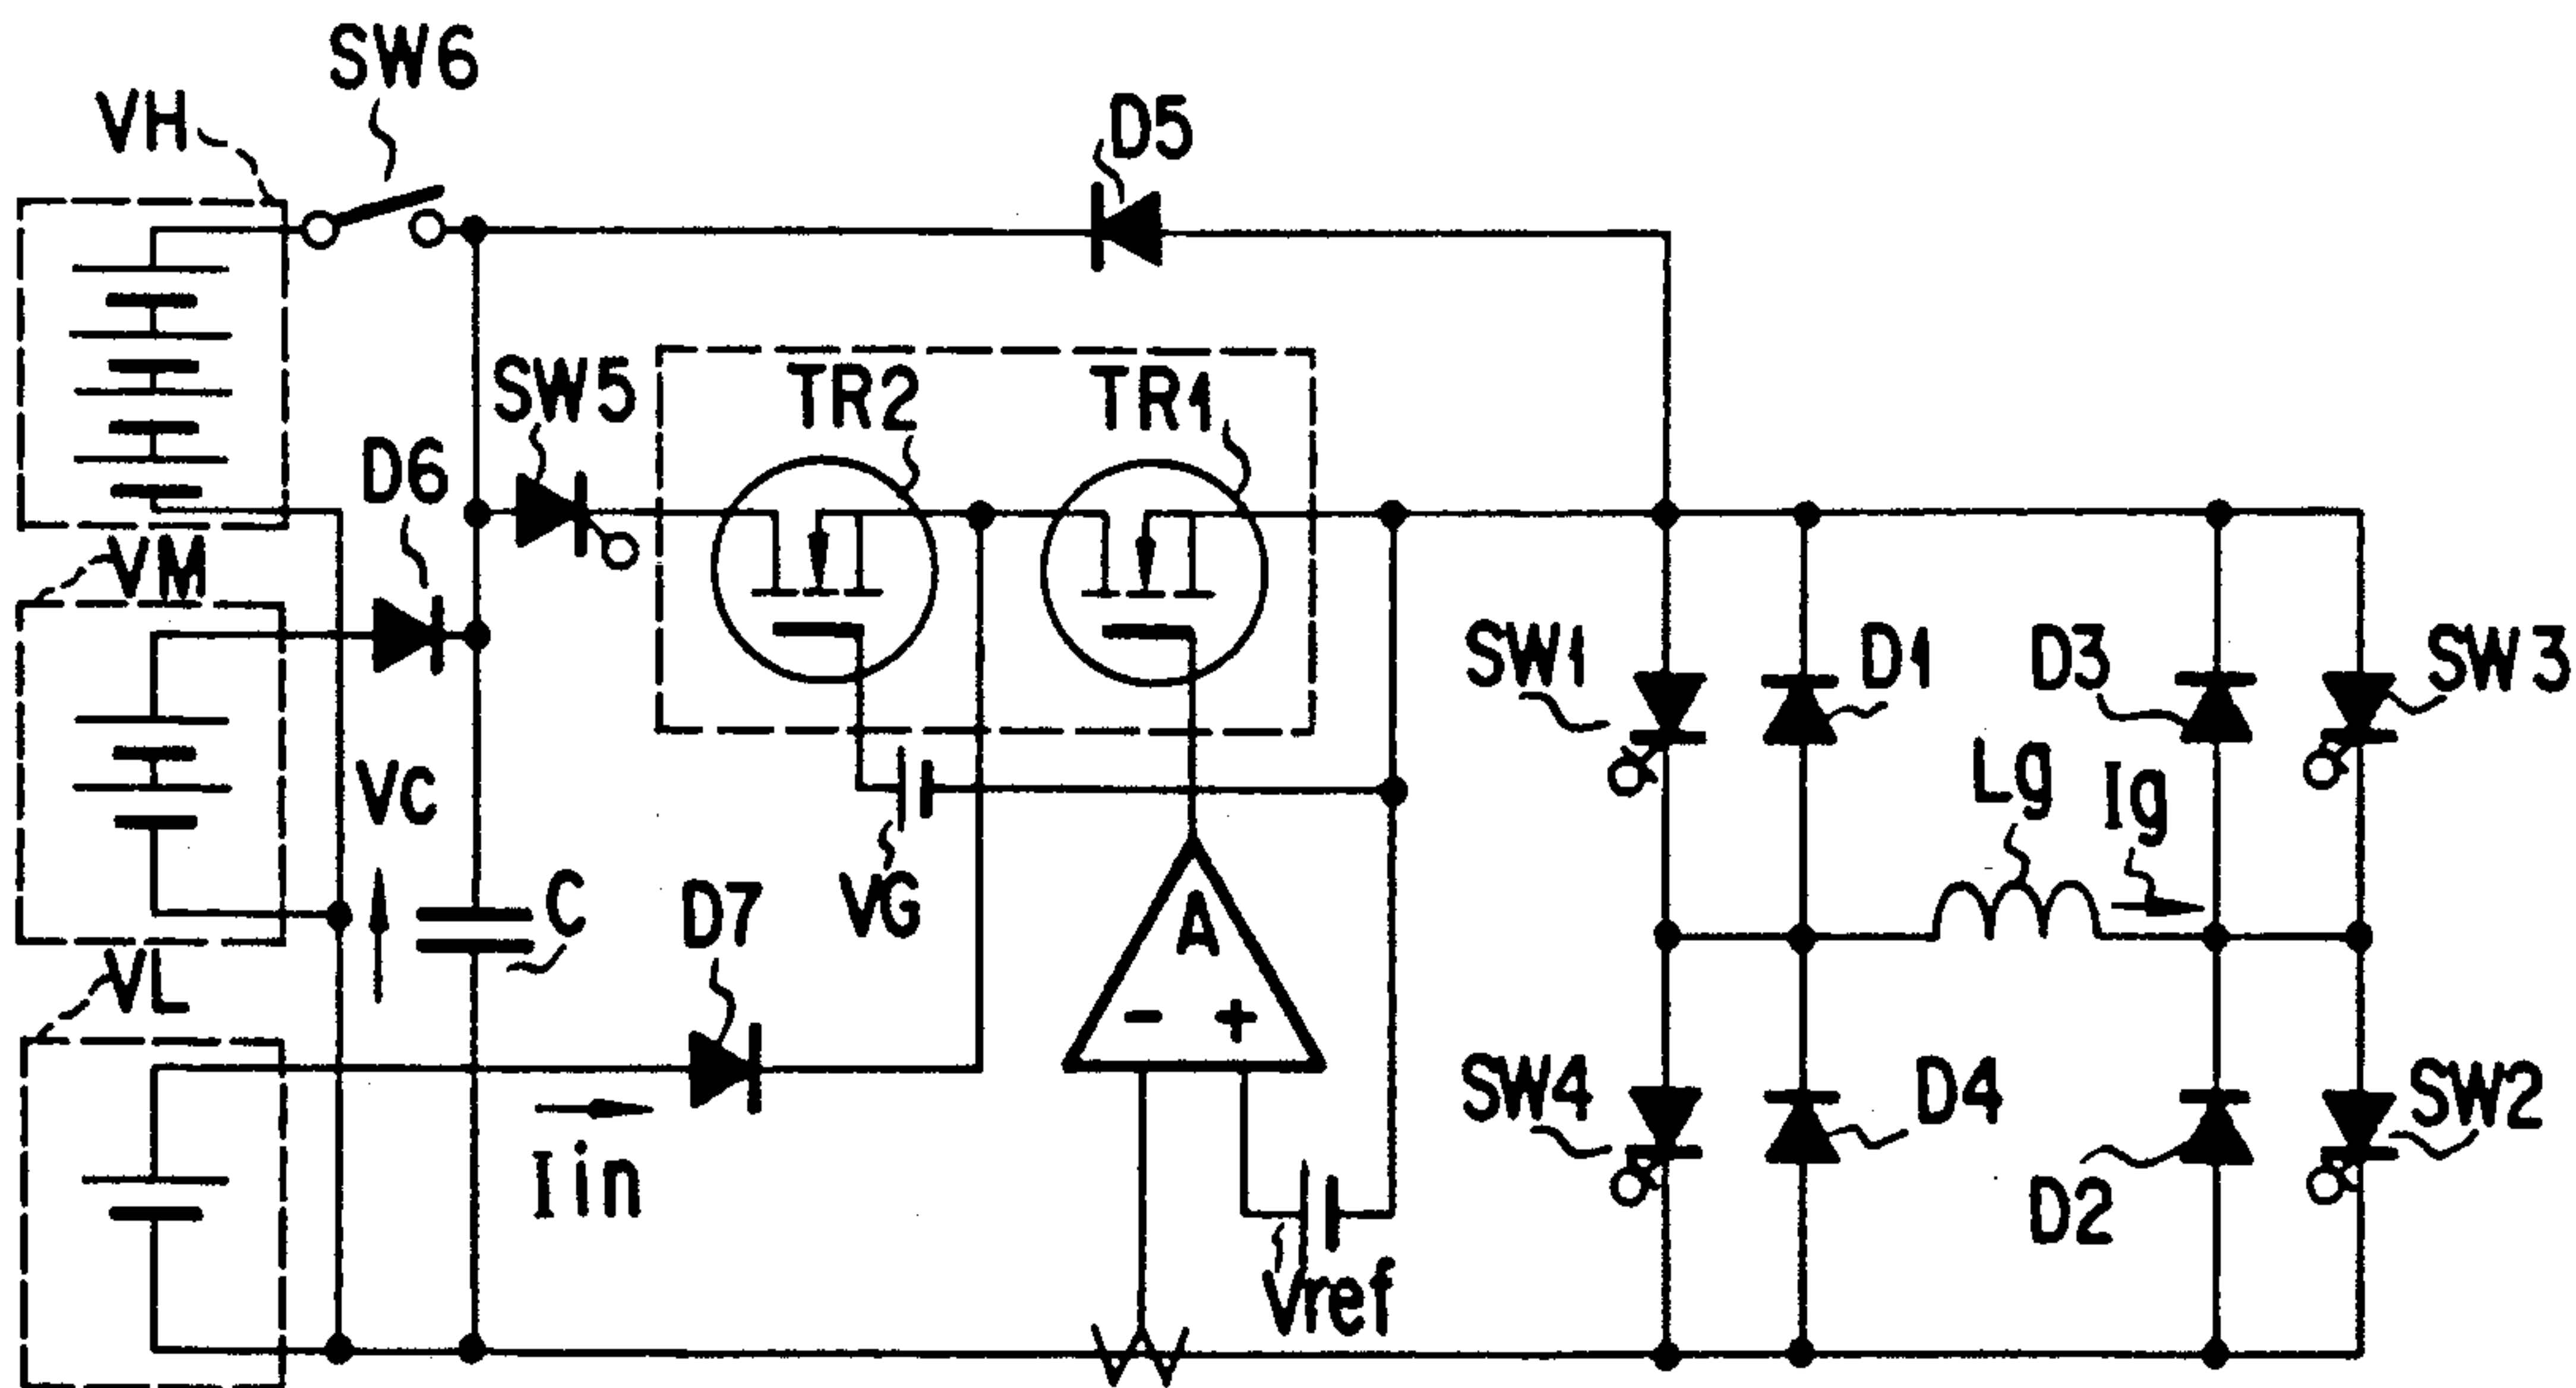 SW6
VH
D5
SW5
TR2
TR1
D6
VM
SW1
D1
D3
SW3
Lg
Ig
VC
C
D7
VG
A
- +
VL
SW4
D4
SW2
D2
Iin
Vref